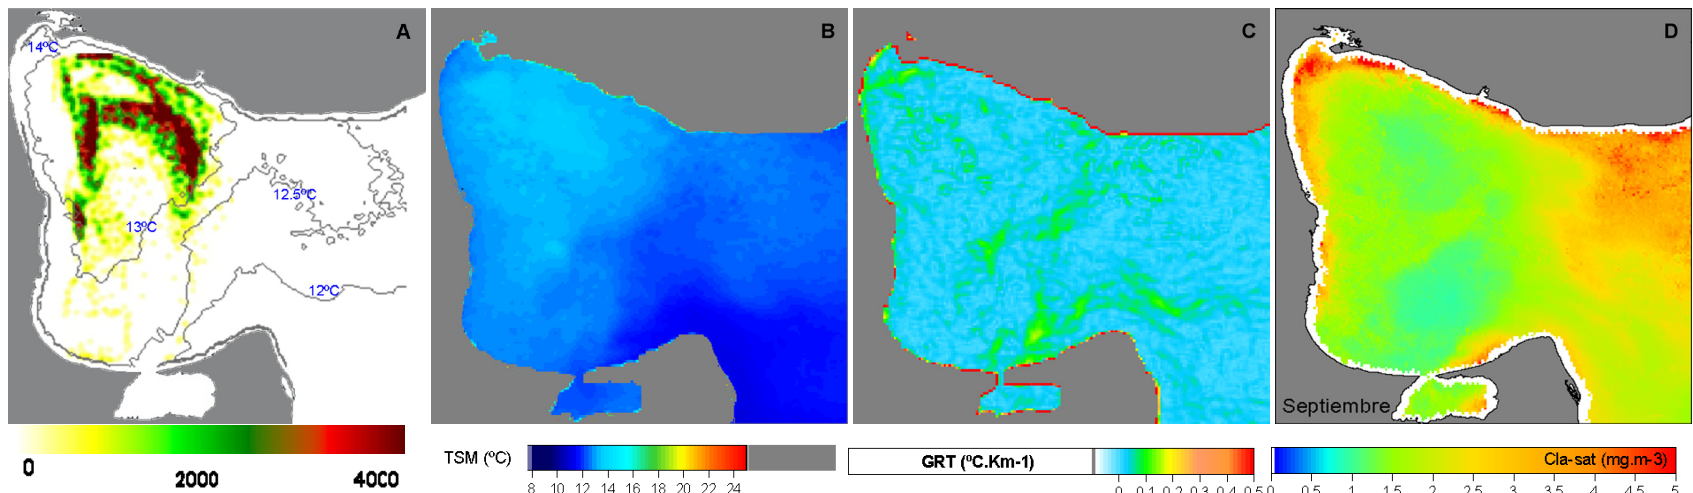 A
B
C
D
14ºC
12.5ºC
13ºC
12ºC
Septiembre
0 2000 4000
TSM (ºC)
8 10 12 14 16 18 20 22 24
GRT (ºC.Km-1)
0 0.1 0.2 0.3 0.4 0.5
Cla-sat (mg.m-3)
0 0.5 1 1.5 2 2.5 3 3.5 4 4.5 5